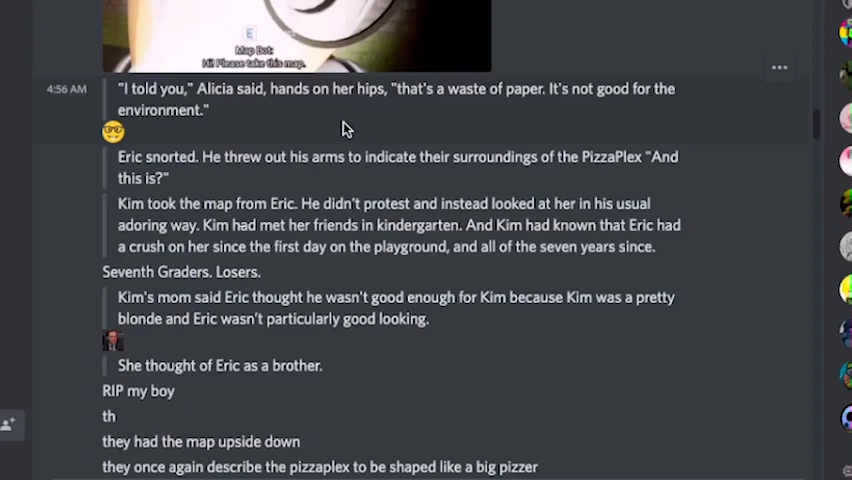 E
Map Bot:
Hi! Please take this map.
4:56 AM
"I told you," Alicia said, hands on her hips, "that's a waste of paper. It's not good for the
environment."
Eric snorted. He threw out his arms to indicate their surroundings of the PizzaPlex "And
this is?"
Kim took the map from Eric. He didn't protest and instead looked at her in his usual
adoring way. Kim had met her friends in kindergarten. And Kim had known that Eric had
a crush on her since the first day on the playground, and all of the seven years since.
Seventh Graders. Losers.
Kim's mom said Eric thought he wasn't good enough for Kim because Kim was a pretty
blonde and Eric wasn't particularly good looking.
She thought of Eric as a brother.
RIP my boy
th
they had the map upside down
they once again describe the pizzaplex to be shaped like a big pizzer